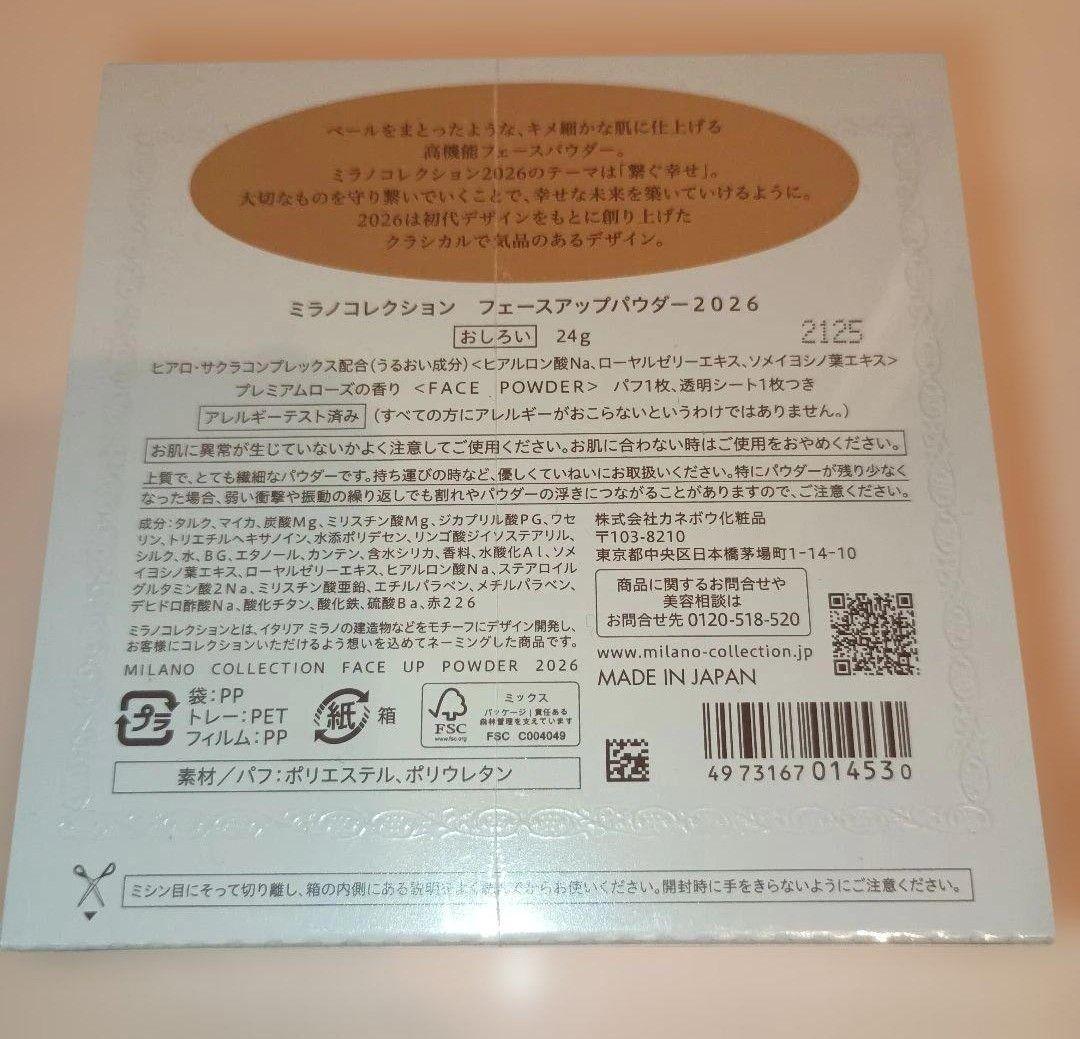 ベールをまとったような、キメ細かな肌に仕上げる
高機能フェースパウダー。
ミラノコレクション2026のテーマは「繋ぐ幸せ」。
大切なものを守り繋いでいくことで、幸せな未来を築いていけるように。
2026は初代デザインをもとに創り上げた
クラシカルで気品のあるデザイン。
ミラノコレクション フェースアップパウダー2026
おしろい 24g
2125
ヒアロ・サクラコンプレックス配合(うるおい成分)<ヒアルロン酸Na、ローヤルゼリーエキス、ソメイヨシノ葉エキス>
プレミアムローズの香り <FACE POWDER> パフ1枚、透明シート1枚つき
アレルギーテスト済み (すべての方にアレルギーがおこらないというわけではありません。)
お肌に異常が生じていないかよく注意してご使用ください。お肌に合わない時はご使用をおやめください。
上質で、とても繊細なパウダーです。持ち運びの時など、優しくていねいにお取扱いください。特にパウダーが残り少なく
なった場合、弱い衝撃や振動の繰り返しでも割れやパウダーの浮きにつながることがありますので、ご注意ください。
成分:タルク、マイカ、炭酸Mg、ミリスチン酸Mg、ジカプリル酸PG、ワセ
リン、トリエチルヘキサノイン、水添ポリデセン、リンゴ酸ジイソステアリル、
シルク、水、BG、エタノール、カンテン、含水シリカ、香料、水酸化Al、ソメ
イヨシノ葉エキス、ローヤルゼリーエキス、ヒアルロン酸Na、ステアロイル
グルタミン酸2Na、ミリスチン酸亜鉛、エチルパラベン、メチルパラベン、
デヒドロ酢酸Na、酸化チタン、酸化鉄、硫酸Ba、赤226
ミラノコレクションとは、イタリア ミラノの建造物などをモチーフにデザイン開発し、
お客様にコレクションいただけるよう想いを込めてネーミングした商品です。
MILANO COLLECTION FACE UP POWDER 2026
株式会社カネボウ化粧品
〒103-8210
東京都中央区日本橋茅場町1-14-10
商品に関するお問合せや
美容相談は
お問合せ先 0120-518-520
www.milano-collection.jp
MADE IN JAPAN
プラ
袋:PP
トレー:PET
フィルム:PP
紙 箱
FSC
www.fsc.org
ミックス
パッケージ|責任ある
森林管理を支えています
FSC C004049
4973167014530
素材/パフ:ポリエステル、ポリウレタン
ミシン目にそって切り離し、箱の内側にある説明をよく読んでからお使いください。開封時に手をきらないようにご注意ください。